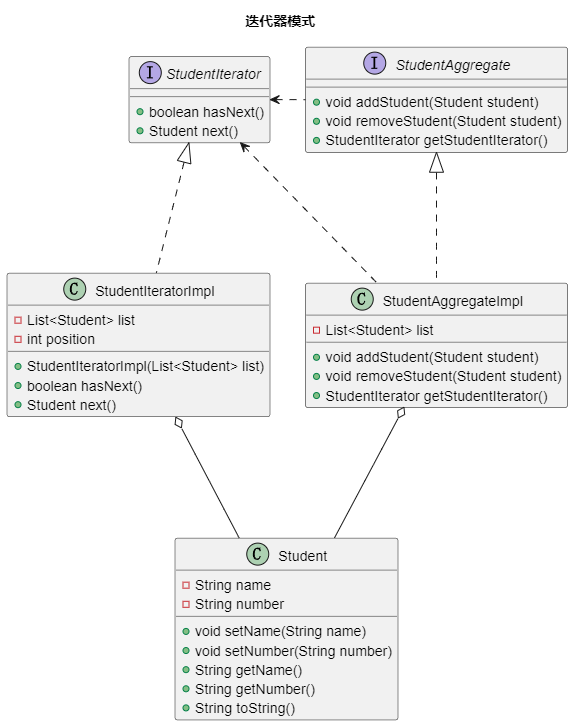 迭代器模式
I StudentIterator
boolean hasNext()
Student next()
I StudentAggregate
void addStudent(Student student)
void removeStudent(Student student)
StudentIterator getStudentIterator()
C StudentIteratorImpl
List<Student> list
int position
StudentIteratorImpl(List<Student> list)
boolean hasNext()
Student next()
C StudentAggregateImpl
List<Student> list
void addStudent(Student student)
void removeStudent(Student student)
StudentIterator getStudentIterator()
C Student
String name
String number
void setName(String name)
void setNumber(String number)
String getName()
String getNumber()
String toString()